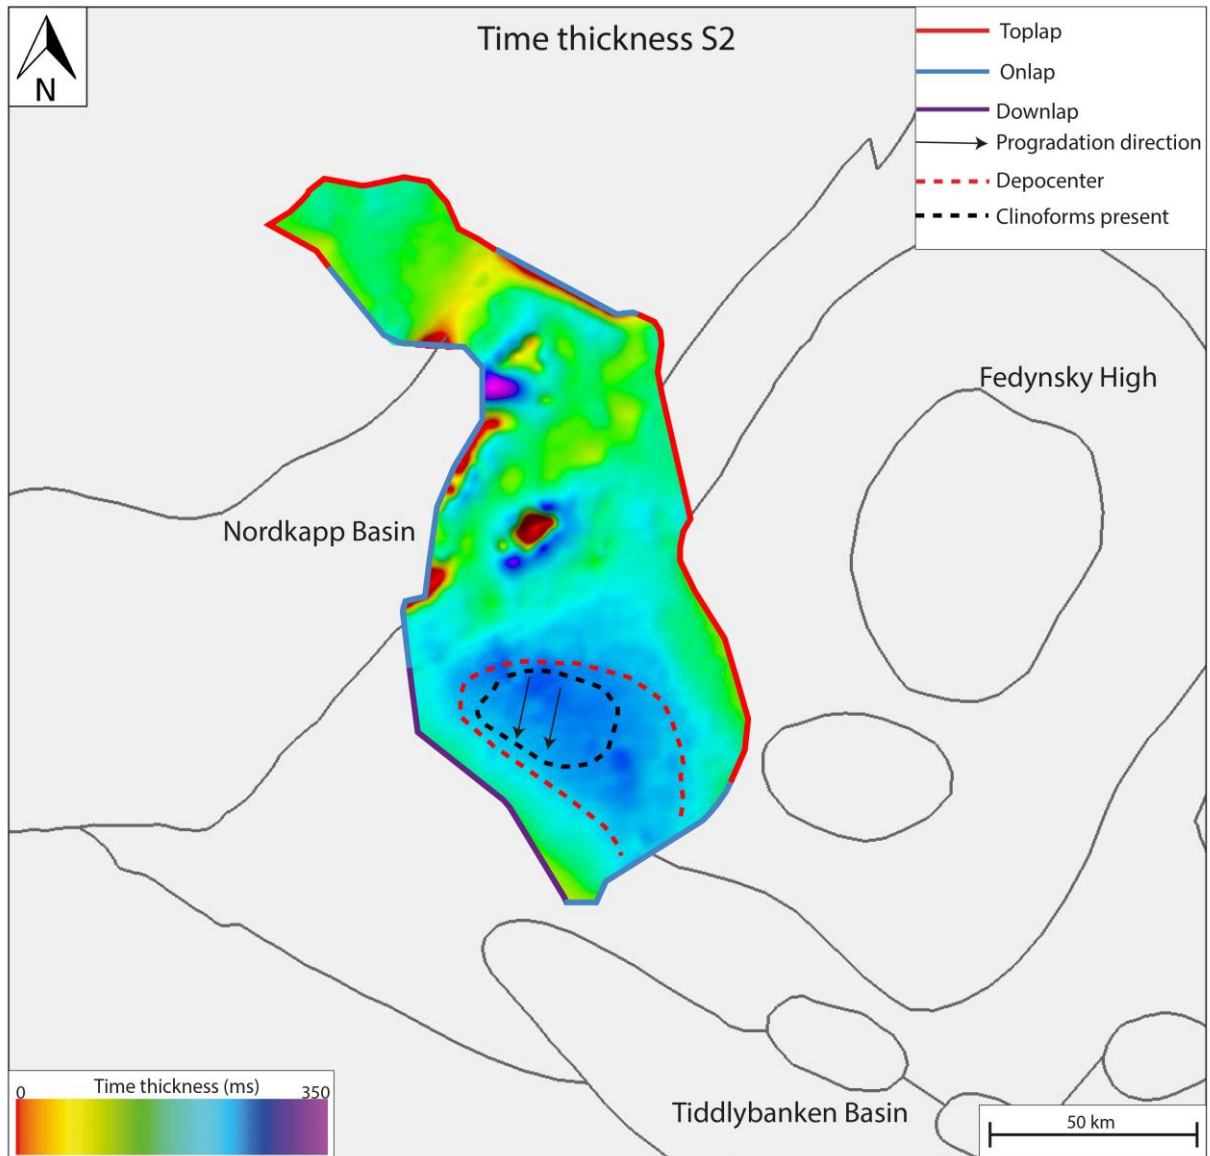 Time thickness S2
N
Toplap
Onlap
Downlap
Progradation direction
Depocenter
Clinoforms present
Fedynsky High
Nordkapp Basin
Time thickness (ms)
0
350
Tiddlybanken Basin
50 km